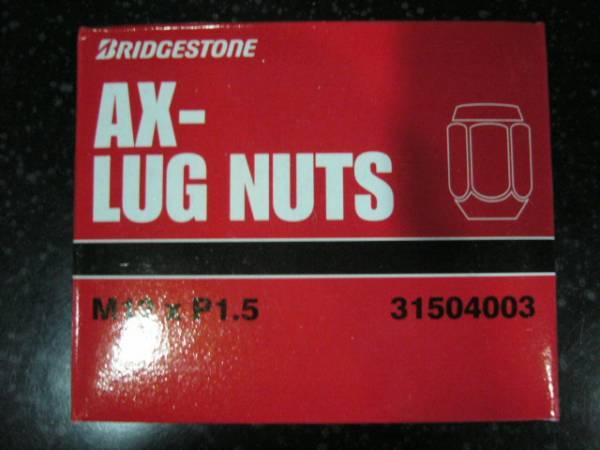 BRIDGESTONE
AX-
LUG NUTS
x P1.5
31504003